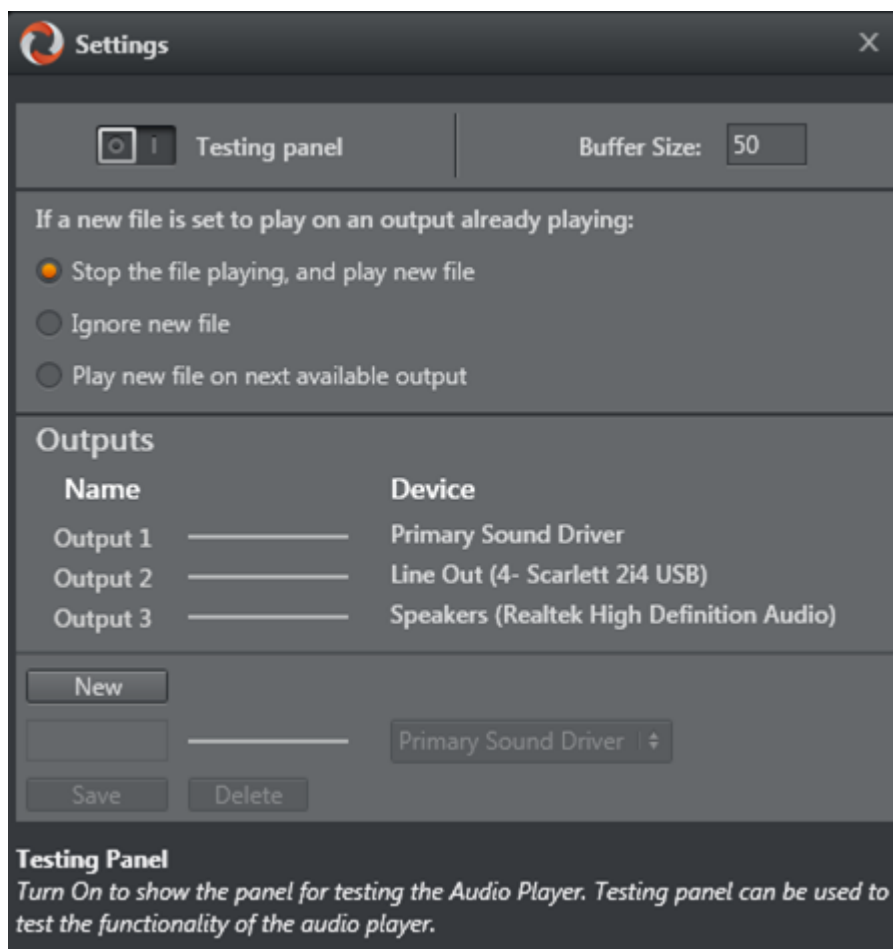 Settings
Testing panel Buffer Size: 50
If a new file is set to play on an output already playing:
Stop the file playing, and play new file
Ignore new file
Play new file on next available output
Outputs
Name Device
Output 1 Primary Sound Driver
Output 2 Line Out (4- Scarlett 2i4 USB)
Output 3 Speakers (Realtek High Definition Audio)
New
Primary Sound Driver
Save Delete
Testing Panel
Turn On to show the panel for testing the Audio Player. Testing panel can be used to
test the functionality of the audio player.